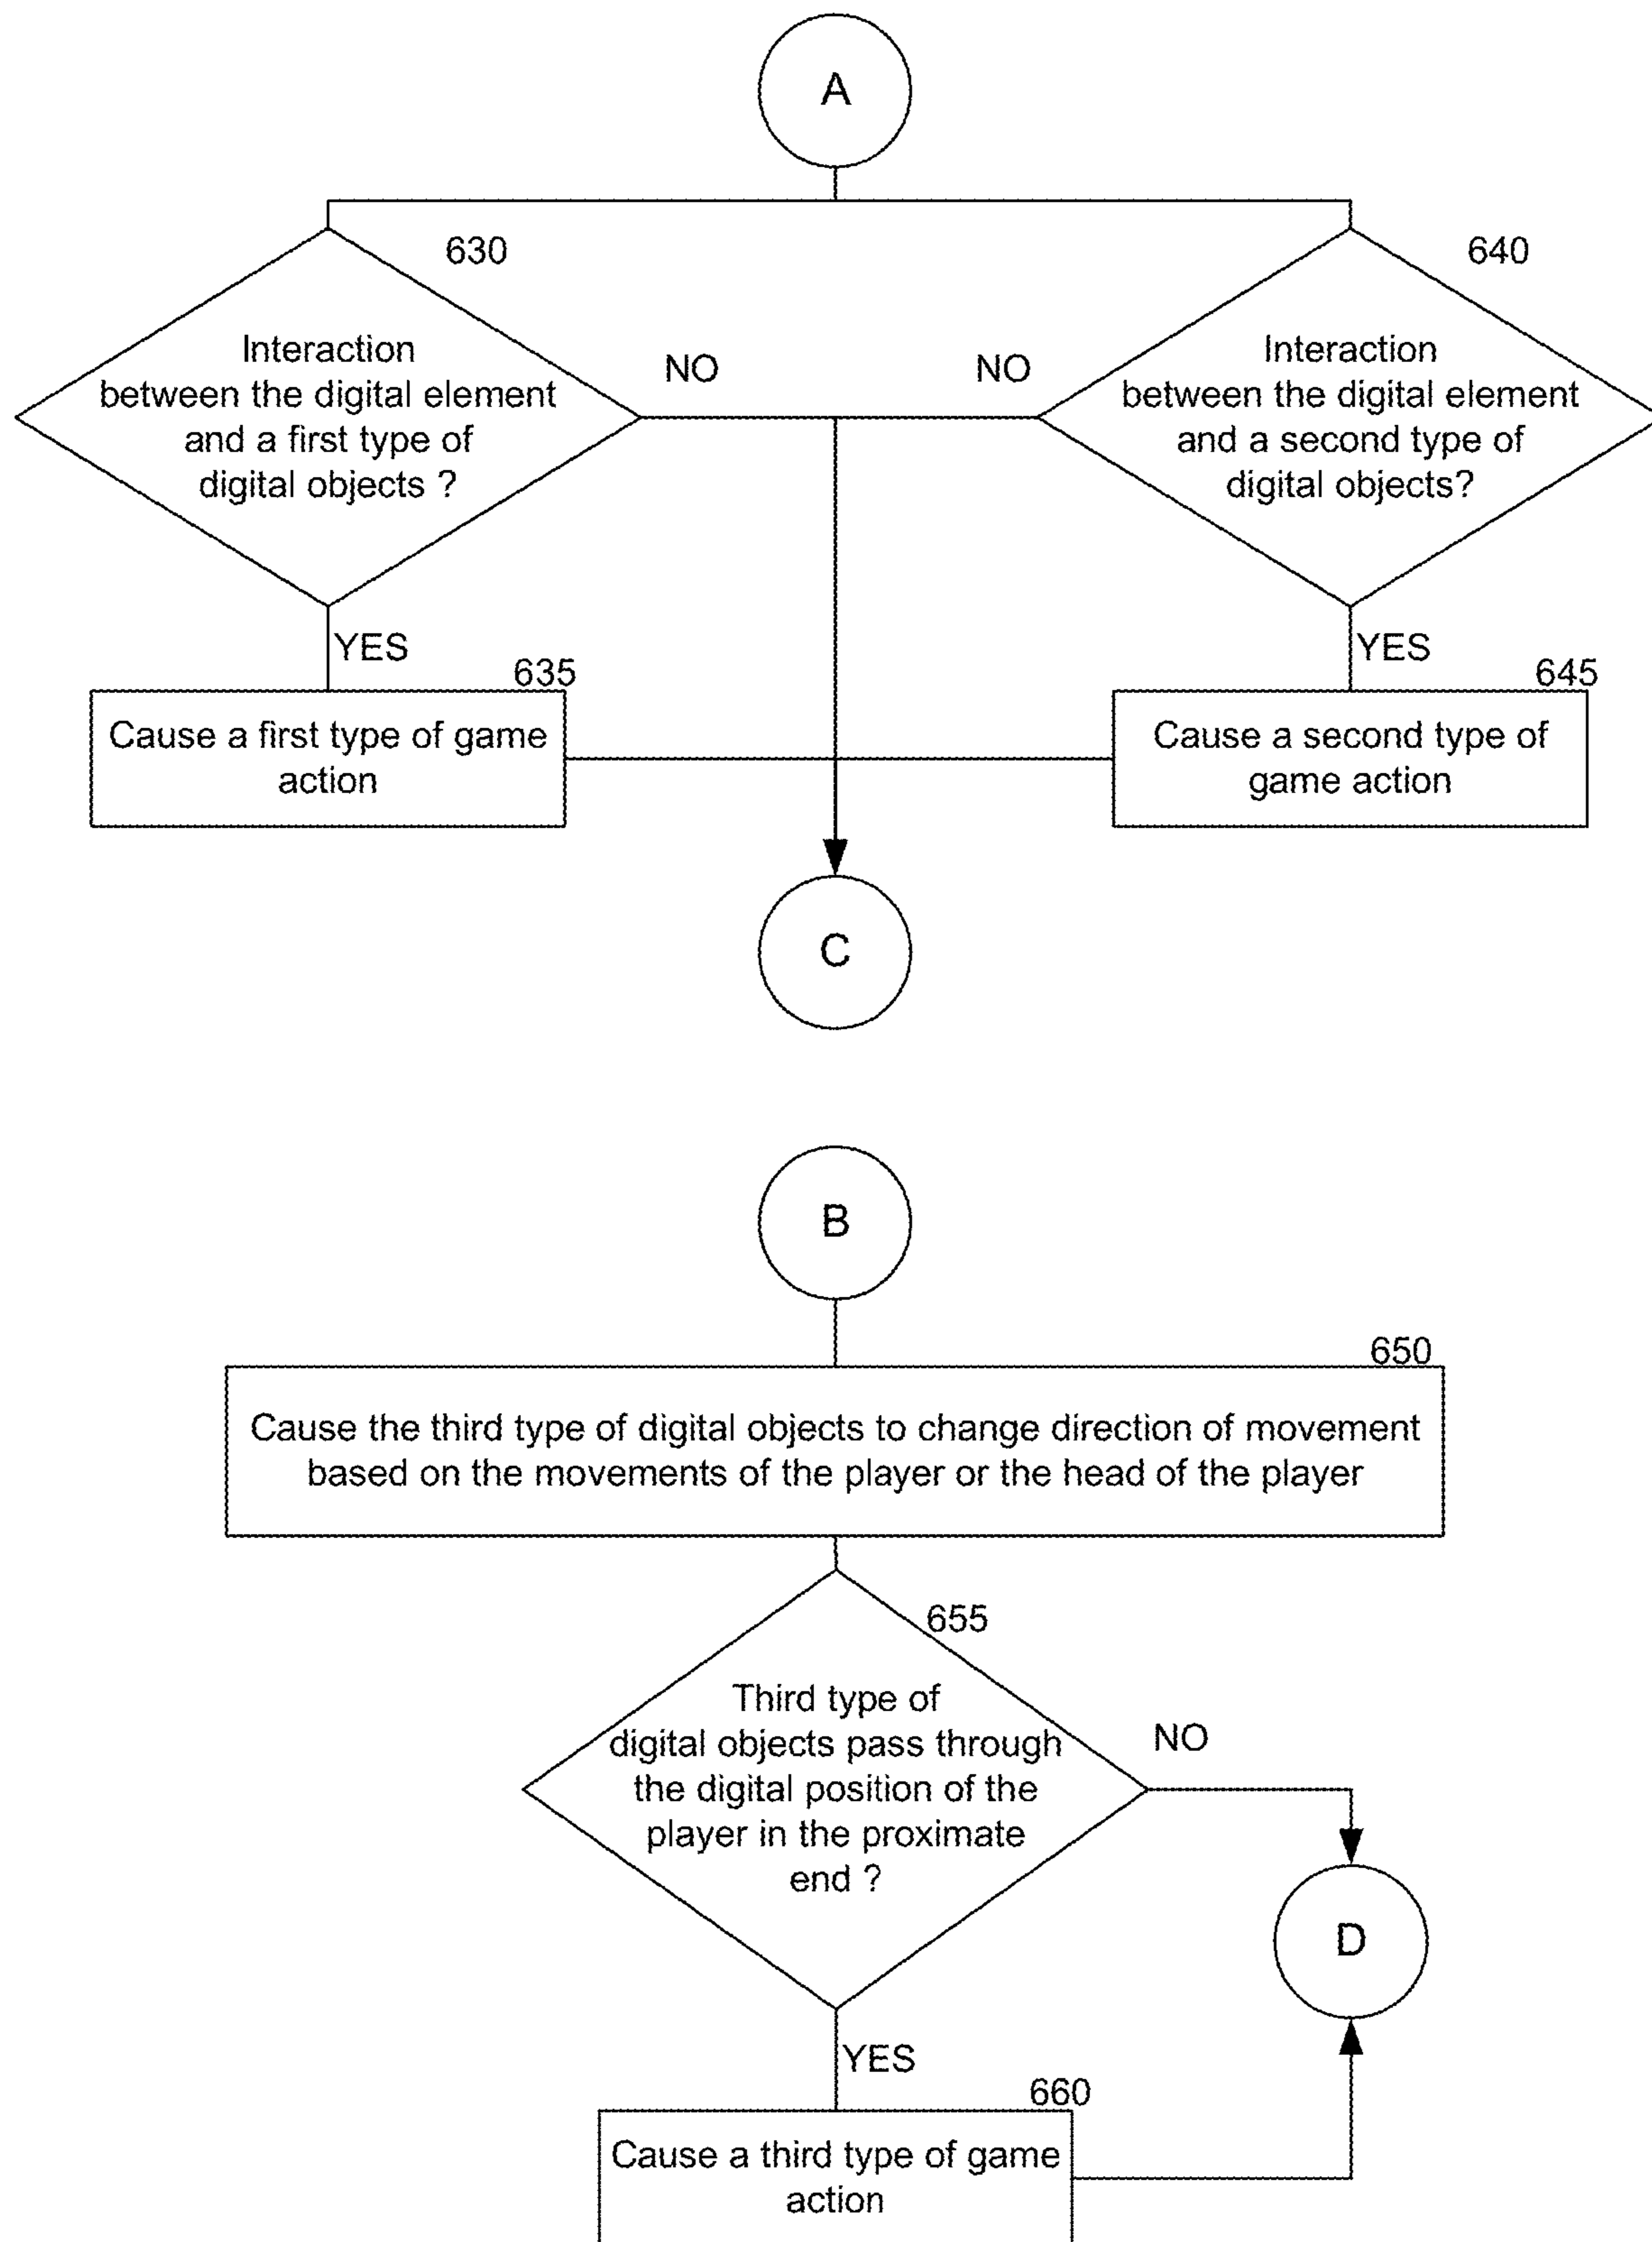 A
630
640
Interaction
between the digital element
and a first type of
digital objects ?
NO
NO
Interaction
between the digital element
and a second type of
digital objects?
YES
YES
635
645
Cause a first type of game
action
Cause a second type of
game action
C
B
650
Cause the third type of digital objects to change direction of movement
based on the movements of the player or the head of the player
655
Third type of
digital objects pass through
the digital position of the
player in the proximate
end ?
NO
D
YES
660
Cause a third type of game
action